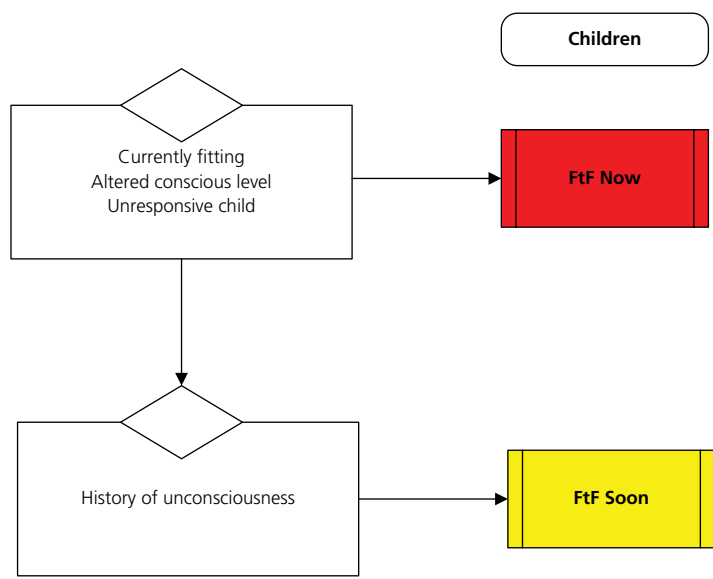 Children
Currently fitting
Altered conscious level
Unresponsive child
FtF Now
History of unconsciousness
FtF Soon